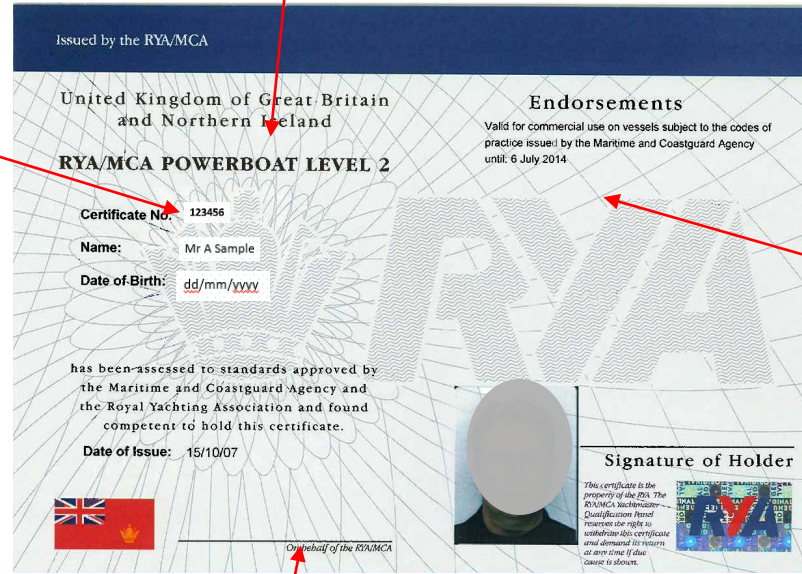 Issued by the RYA/MCA
United Kingdom of Great Britain
and Northern Ireland
RYA/MCA POWERBOAT LEVEL 2
Certificate No: 123456
Name: Mr A Sample
Date of Birth: dd/mm/yyyy
has been assessed to standards approved by
the Maritime and Coastguard Agency and
the Royal Yachting Association and found
competent to hold this certificate.
Date of Issue: 15/10/07
On behalf of the RYA/MCA
Endorsements
Valid for commercial use on vessels subject to the codes of
practice issued by the Maritime and Coastguard Agency
until: 6 July 2014
RYA
Signature of Holder
This certificate is the
property of the RYA. The
RYA/MCA Yachtmaster
Qualification Panel
reserves the right to
withdraw this certificate
and demand its return
at any time if due
cause is shown.
RYA